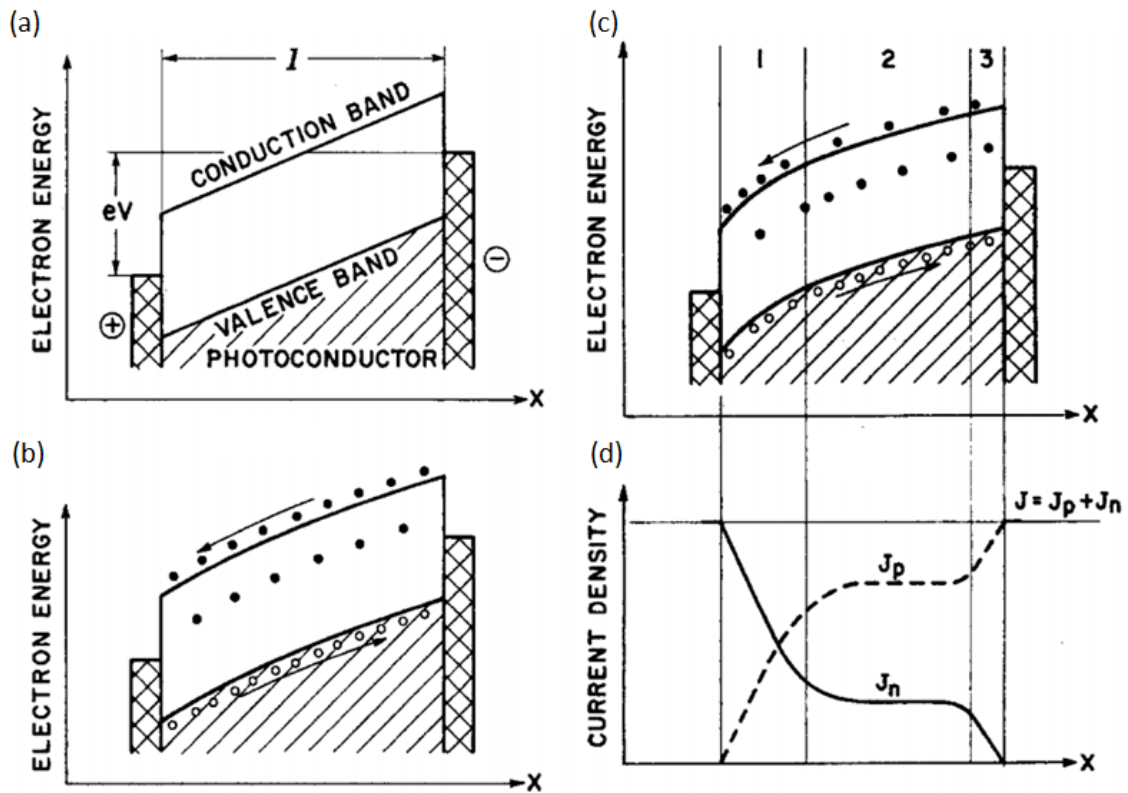 (a)
ELECTRON ENERGY
l
CONDUCTION BAND
eV
VALENCE BAND
⊕
⊖
PHOTOCONDUCTOR
X
(b)
ELECTRON ENERGY
X
(c)
ELECTRON ENERGY
1 2 3
X
(d)
CURRENT DENSITY
J = Jp + Jn
Jp
Jn
X